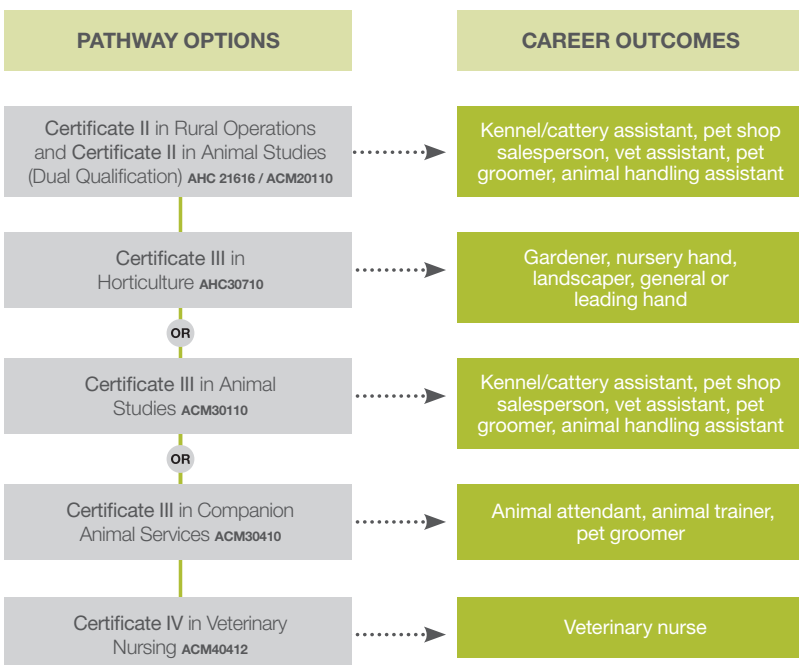 PATHWAY OPTIONS
CAREER OUTCOMES
Certificate II in Rural Operations
and Certificate II in Animal Studies
(Dual Qualification) AHC 21616 / ACM20110
Kennel/cattery assistant, pet shop
salesperson, vet assistant, pet
groomer, animal handling assistant
Certificate III in
Horticulture AHC30710
Gardener, nursery hand,
landscaper, general or
leading hand
OR
Certificate III in Animal
Studies ACM30110
Kennel/cattery assistant, pet shop
salesperson, vet assistant, pet
groomer, animal handling assistant
OR
Certificate III in Companion
Animal Services ACM30410
Animal attendant, animal trainer,
pet groomer
Certificate IV in Veterinary
Nursing ACM40412
Veterinary nurse